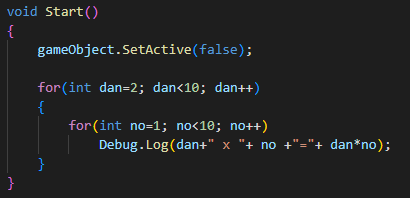 void Start()
{
    gameObject.SetActive(false);

    for(int dan=2; dan<10; dan++)
    {
        for(int no=1; no<10; no++)
            Debug.Log(dan+" x "+ no +"="+ dan*no);
    }
}